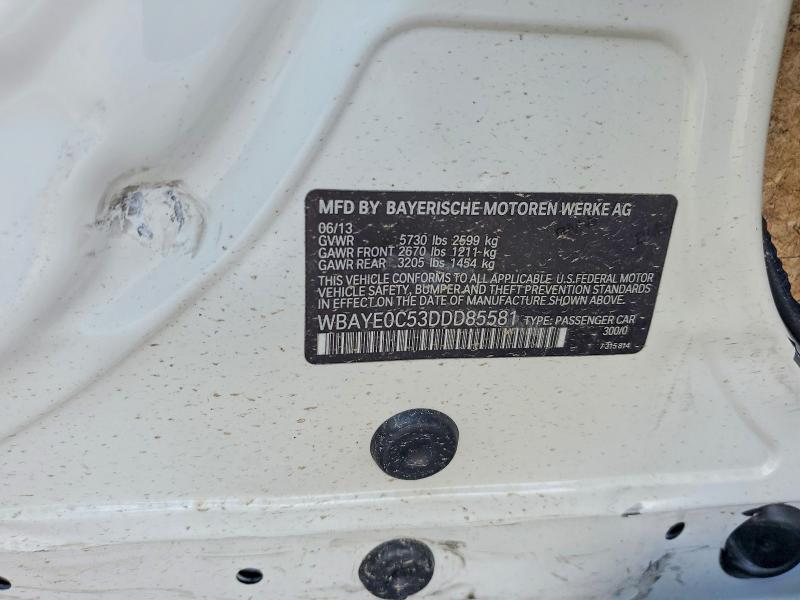 MFD BY BAYERISCHE MOTOREN WERKE AG
06/13
GVWR 5730 lbs 2599 kg
GAWR FRONT 2670 lbs 1211 kg
GAWR REAR 3205 lbs 1454 kg
THIS VEHICLE CONFORMS TO ALL APPLICABLE U.S.FEDERAL MOTOR
VEHICLE SAFETY, BUMPER AND THEFT PREVENTION STANDARDS
IN EFFECT ON THE DATE OF MANUFACTURE SHOWN ABOVE.
WBAYE0C53DDD85581 TYPE: PASSENGER CAR
300/0
7315814